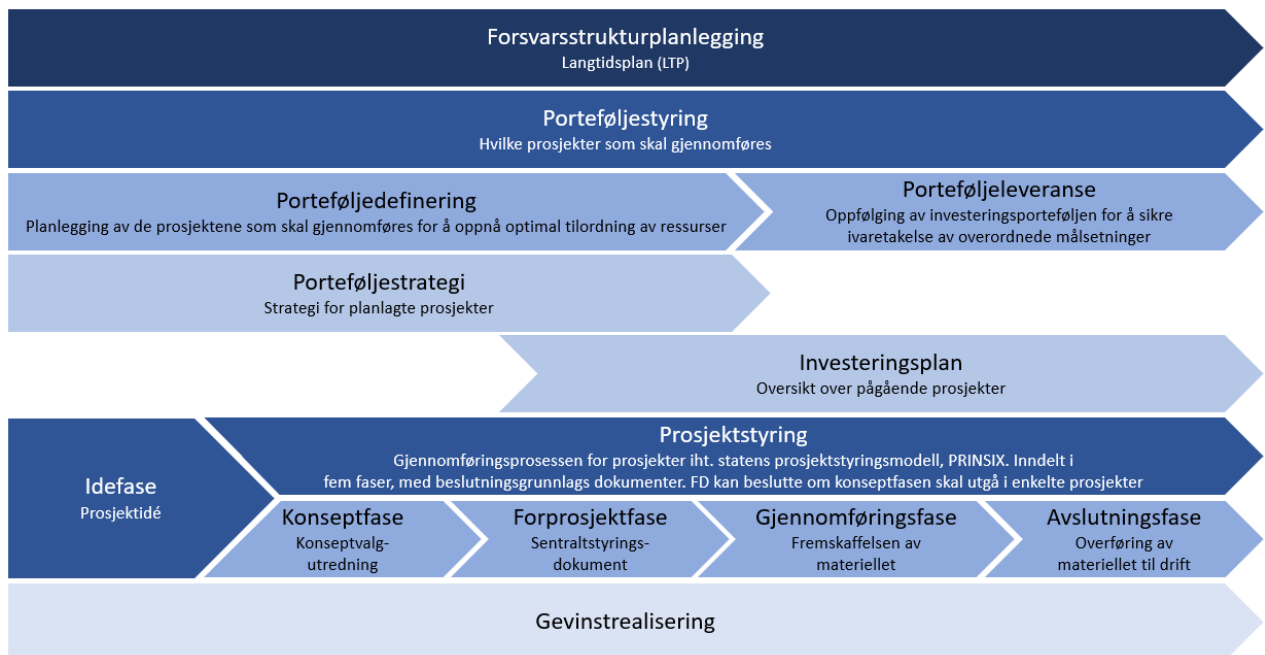 Forsvarsstrukturplanlegging
Langtidsplan (LTP)
Porteføljestyring
Hvilke prosjekter som skal gjennomføres
Porteføljedefinering
Planlegging av de prosjektene som skal gjennomføres for å oppnå optimal tilordning av ressurser
Porteføljeleveranse
Oppfølging av investeringsporteføljen for å sikre
ivaretakelse av overordnede målsetninger
Porteføljestrategi
Strategi for planlagte prosjekter
Investeringsplan
Oversikt over pågående prosjekter
Idefase
Prosjektidé
Prosjektstyring
Gjennomføringsprosessen for prosjekter iht. statens prosjektstyringsmodell, PRINSIX. Inndelt i
fem faser, med beslutningsgrunnlags dokumenter. FD kan beslutte om konseptfasen skal utgå i enkelte prosjekter
Konseptfase
Konseptvalg-
utredning
Forprosjektfase
Sentraltstyrings-
dokument
Gjennomføringsfase
Fremskaffelsen av
materiellet
Avslutningsfase
Overføring av
materiellet til drift
Gevinstrealisering